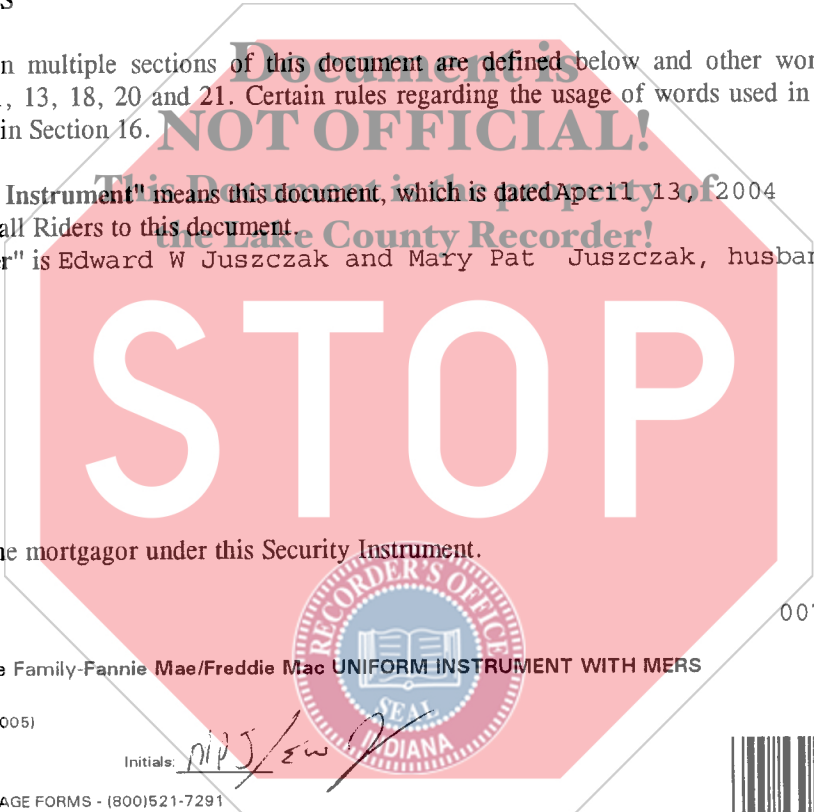 S
n multiple sections of this document are defined below and other wor
, 13, 18, 20 and 21. Certain rules regarding the usage of words used in
in Section 16.
Document is
NOT OFFICIAL!
This Document is the property of
the Lake County Recorder!
Instrument" means this document, which is dated April 13, 2004
all Riders to this document.
r" is Edward W Juszczak and Mary Pat Juszczak, husban
STOP
e mortgagor under this Security Instrument.
RECORDER'S OFFICE
SEAL
INDIANA
007
e Family-Fannie Mae/Freddie Mac UNIFORM INSTRUMENT WITH MERS
005)
Initials: MPJ/EWJ
AGE FORMS - (800)521-7291